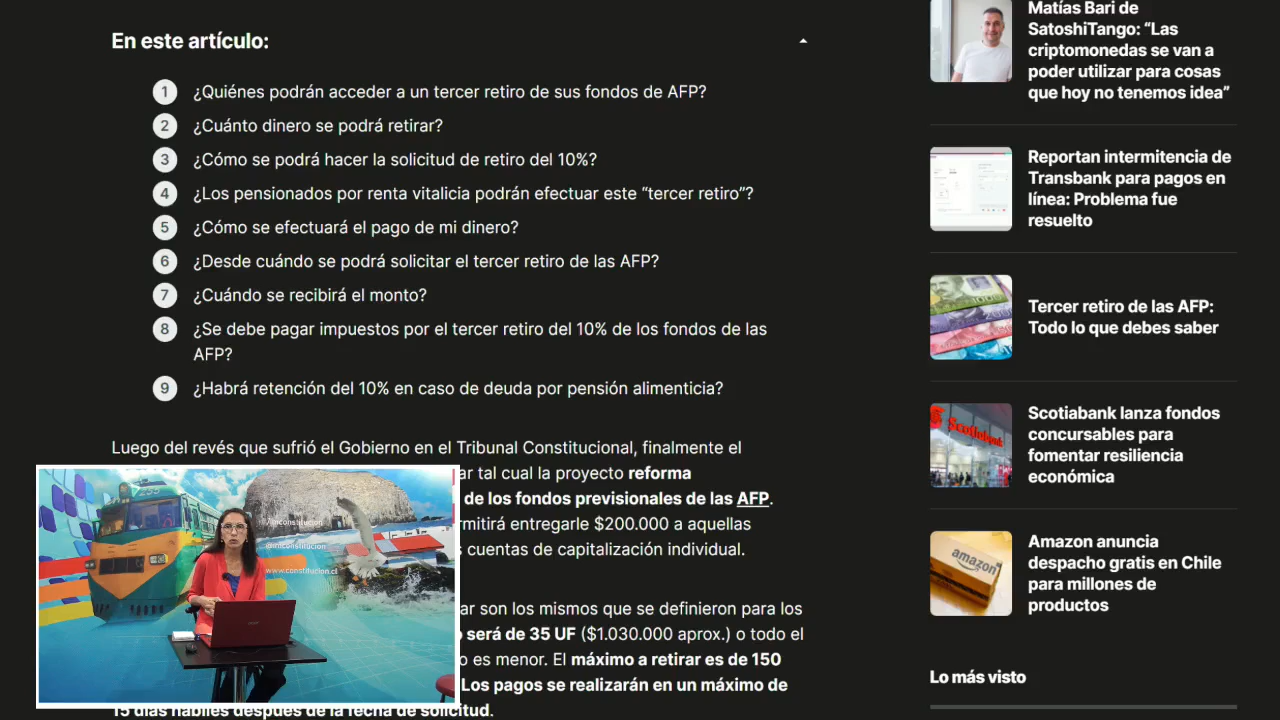 En este artículo:
1 ¿Quiénes podrán acceder a un tercer retiro de sus fondos de AFP?
2 ¿Cuánto dinero se podrá retirar?
3 ¿Cómo se podrá hacer la solicitud de retiro del 10%?
4 ¿Los pensionados por renta vitalicia podrán efectuar este “tercer retiro”?
5 ¿Cómo se efectuará el pago de mi dinero?
6 ¿Desde cuándo se podrá solicitar el tercer retiro de las AFP?
7 ¿Cuándo se recibirá el monto?
8 ¿Se debe pagar impuestos por el tercer retiro del 10% de los fondos de las
AFP?
9 ¿Habrá retención del 10% en caso de deuda por pensión alimenticia?
Luego del revés que sufrió el Gobierno en el Tribunal Constitucional, finalmente el
ar tal cual la proyecto reforma
de los fondos previsionales de las AFP.
mitirá entregarle $200.000 a aquellas
s cuentas de capitalización individual.
ar son los mismos que se definieron para los
será de 35 UF ($1.030.000 aprox.) o todo el
o es menor. El máximo a retirar es de 150
Los pagos se realizarán en un máximo de
15 días hábiles después de la fecha de solicitud.
/imconstitucion
@imconstitucion
www.constitucion.cl
Matías Bari de
SatoshiTango: “Las
criptomonedas se van a
poder utilizar para cosas
que hoy no tenemos idea”
Reportan intermitencia de
Transbank para pagos en
línea: Problema fue
resuelto
Tercer retiro de las AFP:
Todo lo que debes saber
Scotiabank
Scotiabank lanza fondos
concursables para
fomentar resiliencia
económica
amazon
Amazon anuncia
despacho gratis en Chile
para millones de
productos
Lo más visto